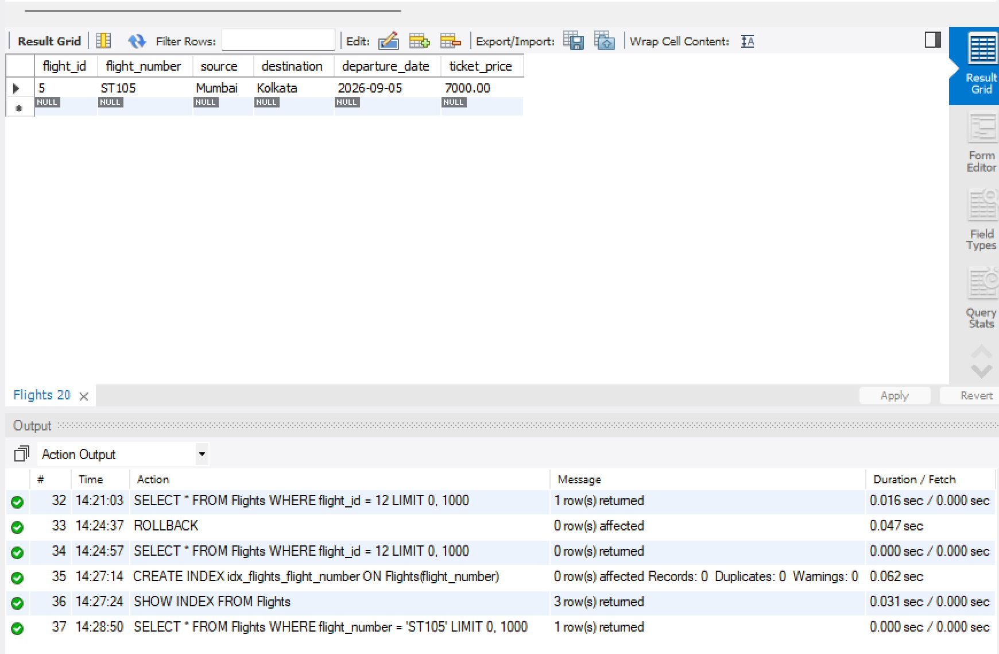 Result Grid Filter Rows: Edit: Export/Import: Wrap Cell Content:
flight_id flight_number source destination departure_date ticket_price
5 ST105 Mumbai Kolkata 2026-09-05 7000.00
NULL NULL NULL NULL NULL NULL
Result
Grid
Form
Editor
Field
Types
Query
Stats
Flights 20 Apply Revert
Output
Action Output
# Time Action Message Duration / Fetch
32 14:21:03 SELECT * FROM Flights WHERE flight_id = 12 LIMIT 0, 1000 1 row(s) returned 0.016 sec / 0.000 sec
33 14:24:37 ROLLBACK 0 row(s) affected 0.047 sec
34 14:24:57 SELECT * FROM Flights WHERE flight_id = 12 LIMIT 0, 1000 0 row(s) returned 0.000 sec / 0.000 sec
35 14:27:14 CREATE INDEX idx_flights_flight_number ON Flights(flight_number) 0 row(s) affected Records: 0 Duplicates: 0 Warnings: 0 0.062 sec
36 14:27:24 SHOW INDEX FROM Flights 3 row(s) returned 0.031 sec / 0.000 sec
37 14:28:50 SELECT * FROM Flights WHERE flight_number = 'ST105' LIMIT 0, 1000 1 row(s) returned 0.000 sec / 0.000 sec